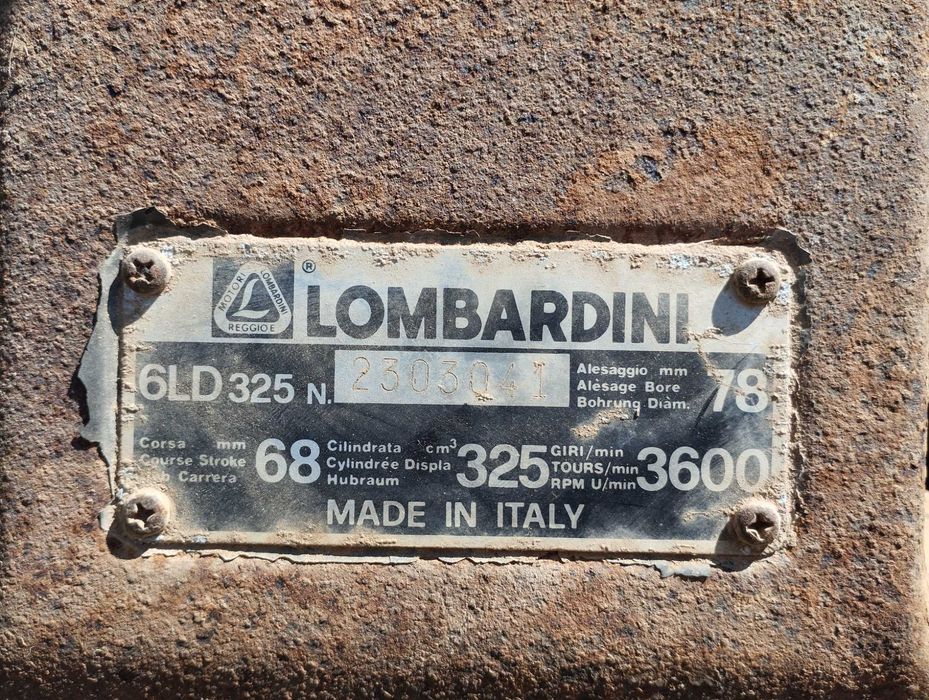 MOTORI LOMBARDINI
REGGIO E
® LOMBARDINI
6LD 325 N. 2303041
Alesaggio mm
Alèsage Bore
Bohrung Diàm.
78
Corsa mm
Course Stroke
Carrera
68
Cilindrata cm³
Cylindrée Displa
Hubraum
325
GIRI/min
TOURS/min
RPM U/min
3600
MADE IN ITALY